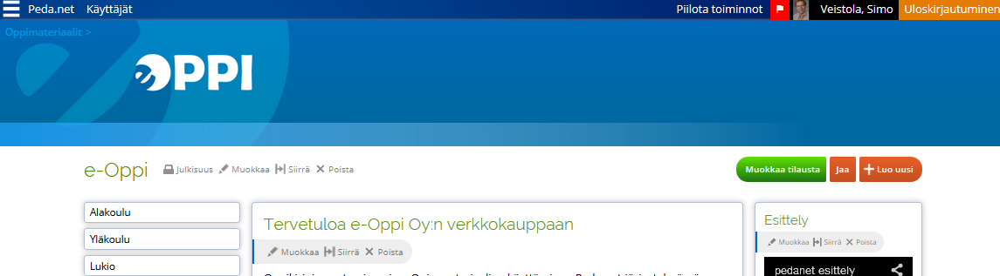 Peda.net Käyttäjät Piilota toiminnot Veistola, Simo Uloskirjautuminen
Oppimateriaalit >
eOPPI
e-Oppi Julkisuus Muokkaa Siirrä Poista Muokkaa tilausta Jaa Luo uusi
Alakoulu
Yläkoulu
Lukio
Tervetuloa e-Oppi Oy:n verkkokauppaan
Muokkaa Siirrä Poista
Esittely
Muokkaa Siirrä Poista
pedanet esittely